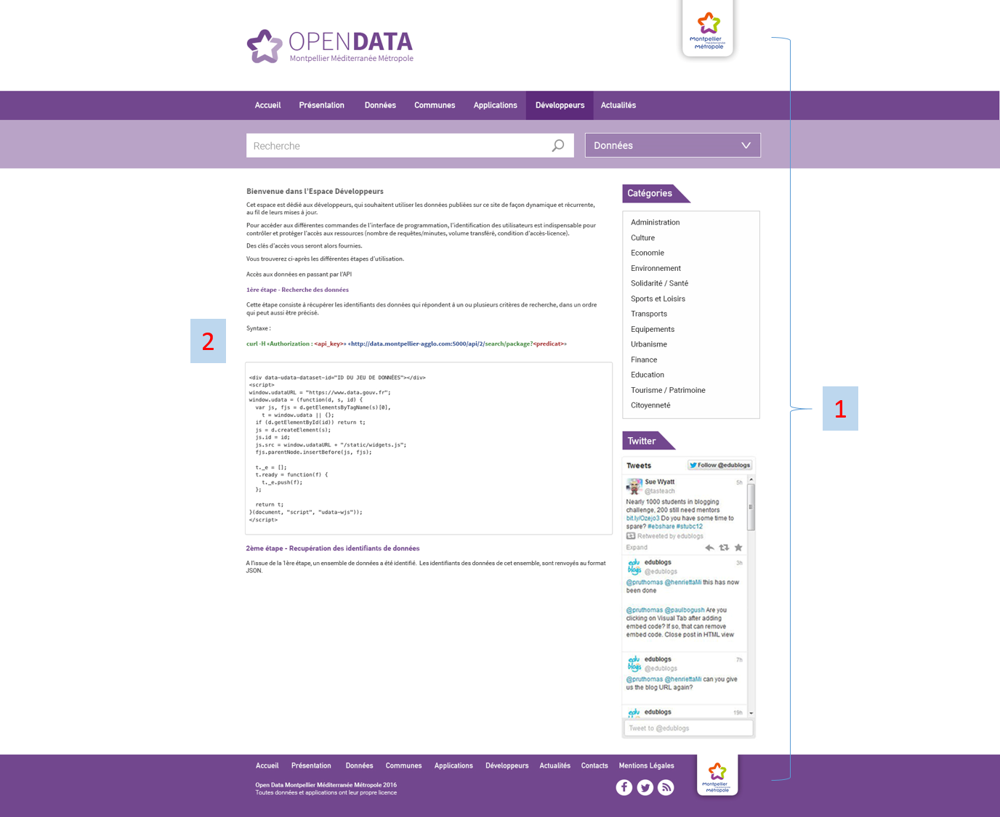 OPENDATA
Montpellier Méditerranée Métropole
Montpellier
Méditerranée
Métropole
Accueil Présentation Données Communes Applications Développeurs Actualités
Recherche
Données
Bienvenue dans l'Espace Développeurs
Cet espace est dédié aux développeurs, qui souhaitent utiliser les données publiées sur ce site de façon dynamique et récurrente,
au fil de leurs mises à jour.
Pour accéder aux différentes commandes de l'interface de programmation, l'identification des utilisateurs est indispensable pour
contrôler et protéger l'accès aux ressources (nombre de requêtes/minutes, volume transféré, condition d'accès-licence).
Des clés d'accès vous seront alors fournies.
Vous trouverez ci-après les différentes étapes d'utilisation.
Accès aux données en passant par l'API
1ère étape - Recherche des données
Cette étape consiste à récupérer les identifiants des données qui répondent à un ou plusieurs critères de recherche, dans un ordre
qui peut aussi être précisé.
Syntaxe :
curl -H «Authorization : <api_key>» «http://data.montpellier-agglo.com:5000/api/2/search/package?<predicat>»
2
<div data-udata-dataset-id="ID DU JEU DE DONNÉES"></div>
<script>
window.udataURL = "https://www.data.gouv.fr";
window.udata = (function(d, s, id) {
var js, fjs = d.getElementsByTagName(s)[0],
t = window.udata || {};
if (d.getElementById(id)) return t;
js = d.createElement(s);
js.id = id;
js.src = window.udataURL + "/static/widgets.js";
fjs.parentNode.insertBefore(js, fjs);
t._e = [];
t.ready = function(f) {
t._e.push(f);
};
return t;
}(document, "script", "udata-wjs"));
</script>
2ème étape - Recupération des identifiants de données
A l'issue de la 1ère étape, un ensemble de données a été identifié. Les identifiants des données de cet ensemble, sont renvoyés au format
JSON.
Catégories
Administration
Culture
Economie
Environnement
Solidarité / Santé
Sports et Loisirs
Transports
Equipements
Urbanisme
Finance
Education
Tourisme / Patrimoine
Citoyenneté
1
Twitter
Tweets Follow @edublogs
Sue Wyatt 5h
@tasteach
Nearly 1000 students in blogging
challenge, 200 still need mentors
bit.ly/Ozejo3 Do you have some time to
spare? #ebshare #stubc12
Retweeted by edublogs
Expand
edu
blogs
edublogs 3h
@edublogs
@pruthomas @henriettaMi this has now
been done
@pruthomas @paulbogush Are you
clicking on Visual Tab after adding
embed code? If so, that can remove
embed code. Close post in HTML view
edu
blogs
edublogs 7h
@edublogs
@pruthomas @henriettaMi can you give
us the blog URL again?
edu
blogs
edublogs 19h
Tweet to @edublogs
Accueil Présentation Données Communes Applications Développeurs Actualités Contacts Mentions Légales
Open Data Montpellier Méditerranée Métropole 2016
Toutes données et applications ont leur propre licence
Montpellier
Méditerranée
Métropole